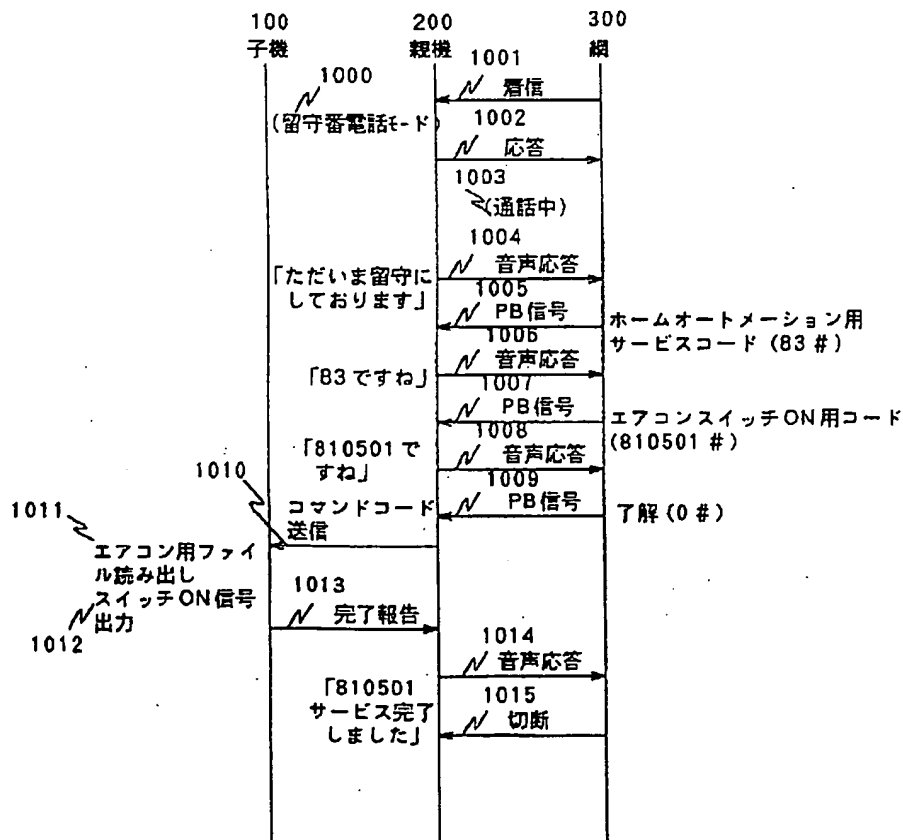 100 200 300
子機 親機 網
1001
1000 着信
(留守番電話モード)
1002
応答
1003
(通話中)
1004
「ただいま留守に 音声応答
しております」
1005
PB信号 ホームオートメーション用
サービスコード (83#)
1006
音声応答
「83ですね」
1007
PB信号 エアコンスイッチON用コード
(810501#)
1008
「810501で 音声応答
すね」
1010 1009
コマンドコード PB信号 了解(0#)
送信
1011
エアコン用ファイ
ル読み出し
スイッチON信号
出力
1012
1013
完了報告
1014
音声応答
「810501
サービス完了
しました」
1015
切断